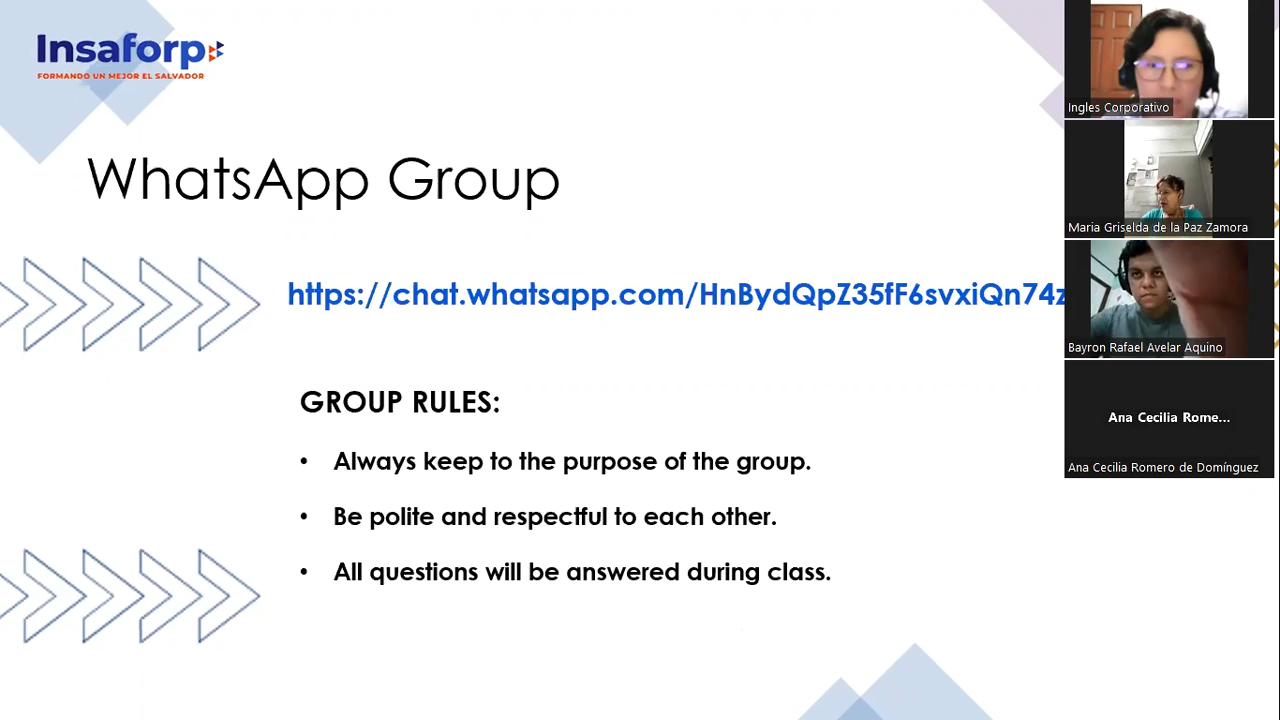 Insaforp
FORMANDO UN MEJOR EL SALVADOR
WhatsApp Group
https://chat.whatsapp.com/HnBydQpZ35fF6svxiQn74z
GROUP RULES:
• Always keep to the purpose of the group.
• Be polite and respectful to each other.
• All questions will be answered during class.
Ingles Corporativo
Maria Griselda de la Paz Zamora
Bayron Rafael Avelar Aquino
Ana Cecilia Rome...
Ana Cecilia Romero de Domínguez